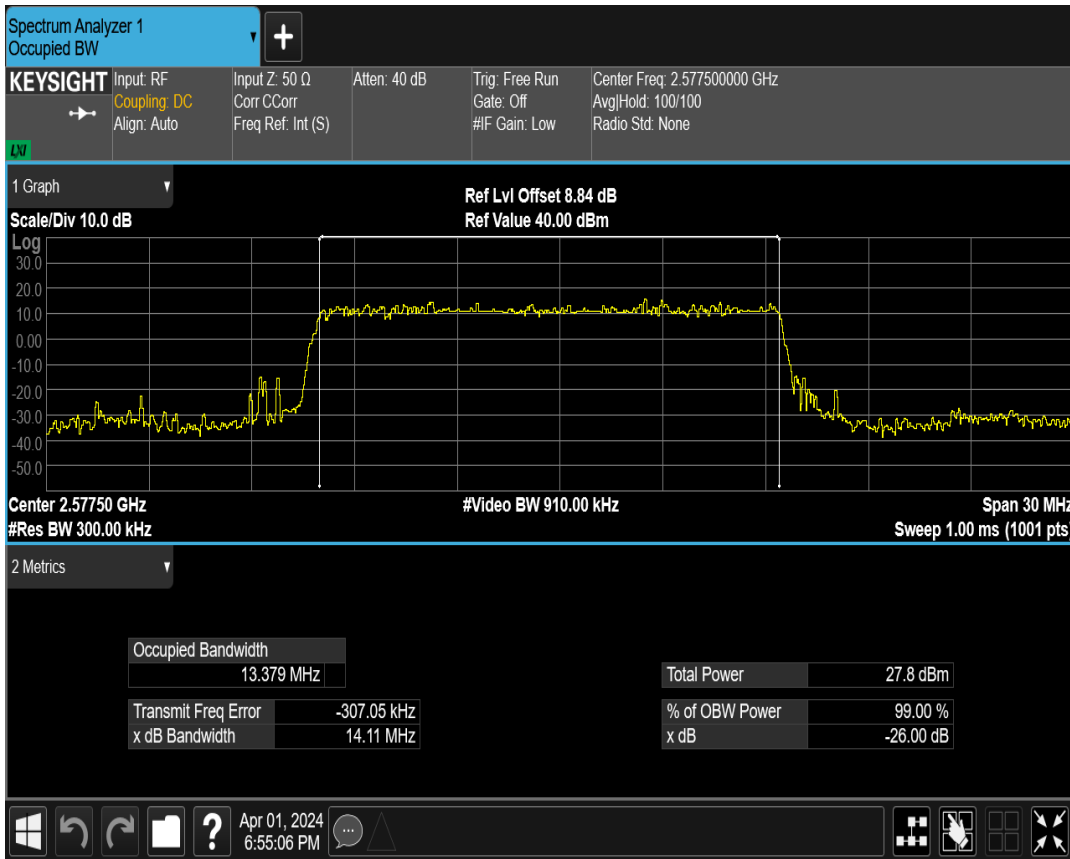 Spectrum Analyzer 1
Occupied BW
+
KEYSIGHT
LXI
Input: RF
Coupling: DC
Align: Auto
Input Z: 50 Ω
Corr CCorr
Freq Ref: Int (S)
Atten: 40 dB
Trig: Free Run
Gate: Off
#IF Gain: Low
Center Freq: 2.577500000 GHz
Avg|Hold: 100/100
Radio Std: None
1 Graph
Scale/Div 10.0 dB
Ref Lvl Offset 8.84 dB
Ref Value 40.00 dBm
Log
30.0
20.0
10.0
0.00
-10.0
-20.0
-30.0
-40.0
-50.0
Center 2.57750 GHz
#Video BW 910.00 kHz
Span 30 MHz
#Res BW 300.00 kHz
Sweep 1.00 ms (1001 pts)
2 Metrics
Occupied Bandwidth
13.379 MHz
Total Power 27.8 dBm
Transmit Freq Error -307.05 kHz
% of OBW Power 99.00 %
x dB Bandwidth 14.11 MHz
x dB -26.00 dB
?
Apr 01, 2024
6:55:06 PM